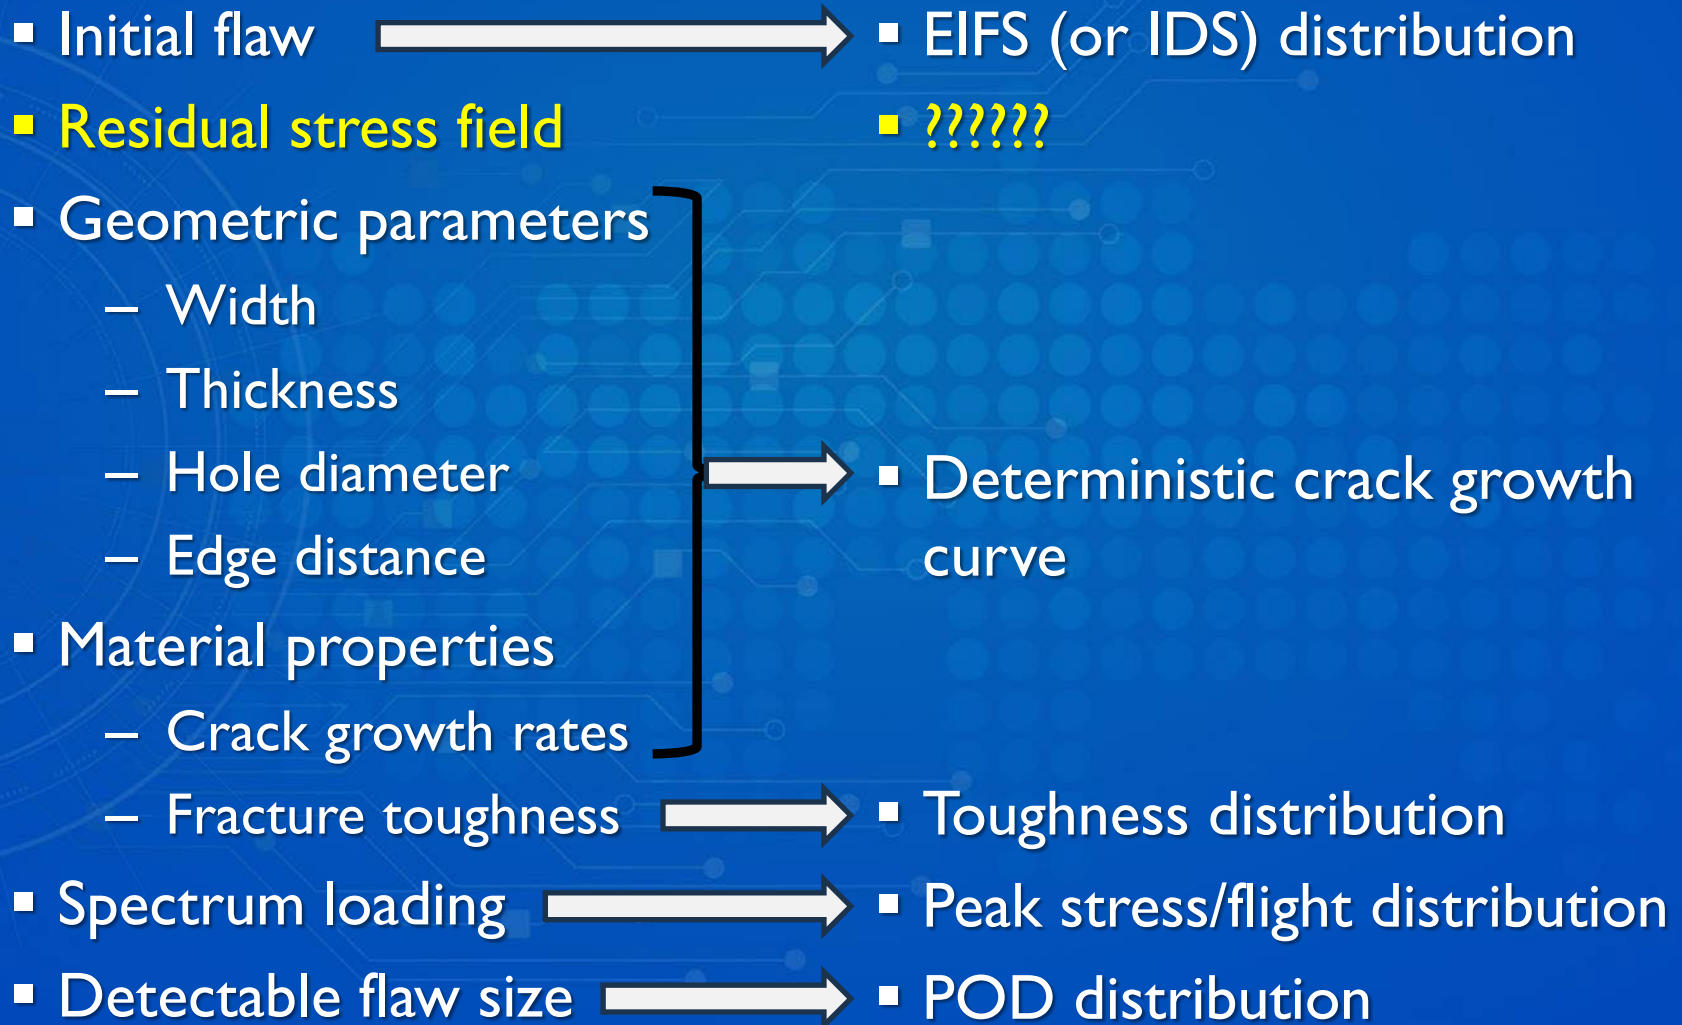 ▪ Initial flaw
▪ EIFS (or IDS) distribution
▪ Residual stress field
▪ ??????
▪ Geometric parameters
– Width
– Thickness
– Hole diameter
– Edge distance
▪ Deterministic crack growth
curve
▪ Material properties
– Crack growth rates
– Fracture toughness
▪ Toughness distribution
▪ Spectrum loading
▪ Peak stress/flight distribution
▪ Detectable flaw size
▪ POD distribution